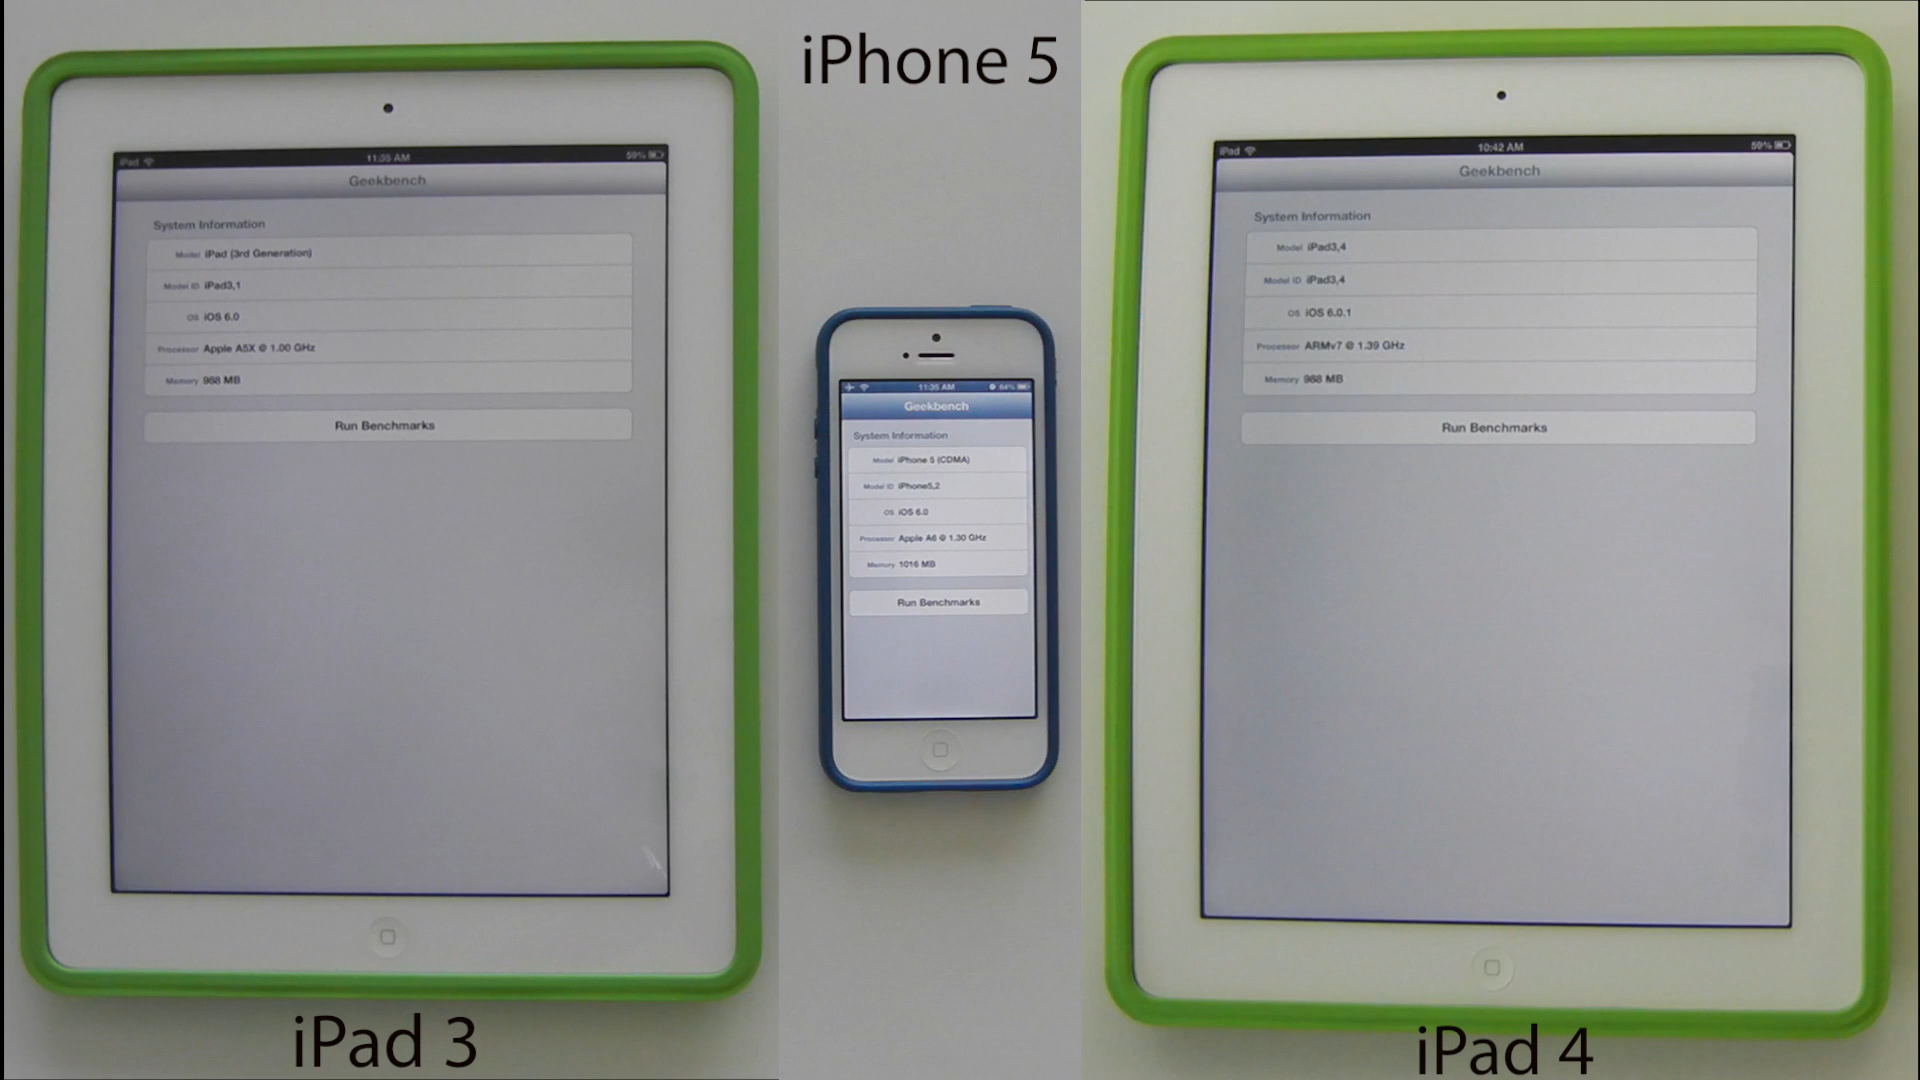 iPhone 5
iPad 11:35 AM 59%
Geekbench
System Information
Model iPad (3rd Generation)
Model ID iPad3,1
OS iOS 6.0
Processor Apple A5X @ 1.00 GHz
Memory 988 MB
Run Benchmarks
iPad 3
11:35 AM 64%
Geekbench
System Information
Model iPhone 5 (CDMA)
Model ID iPhone5,2
OS iOS 6.0
Processor Apple A6 @ 1.30 GHz
Memory 1016 MB
Run Benchmarks
iPad 10:42 AM 59%
Geekbench
System Information
Model iPad3,4
Model ID iPad3,4
OS iOS 6.0.1
Processor ARMv7 @ 1.39 GHz
Memory 988 MB
Run Benchmarks
iPad 4